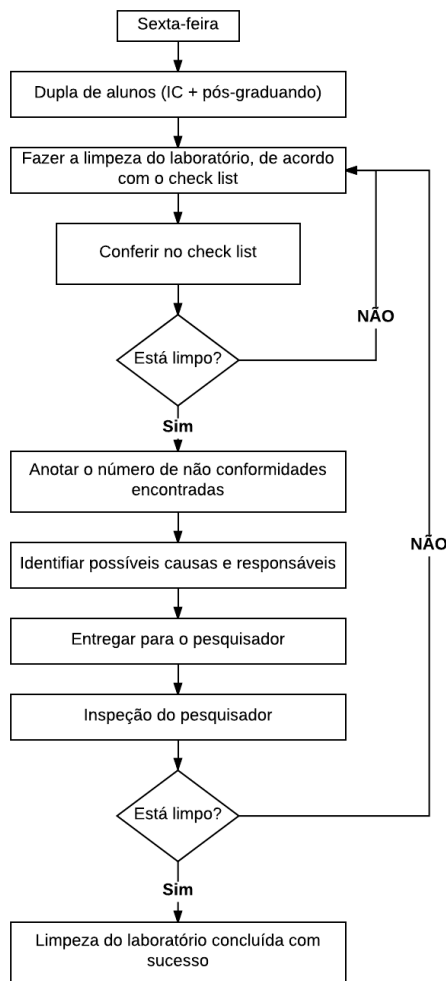 Sexta-feira
Dupla de alunos (IC + pós-graduando)
Fazer a limpeza do laboratório, de acordo
com o check list
Conferir no check list
NÃO
Está limpo?
Sim
Anotar o número de não conformidades
encontradas
NÃO
Identifiar possíveis causas e responsáveis
Entregar para o pesquisador
Inspeção do pesquisador
Está limpo?
Sim
Limpeza do laboratório concluída com
sucesso